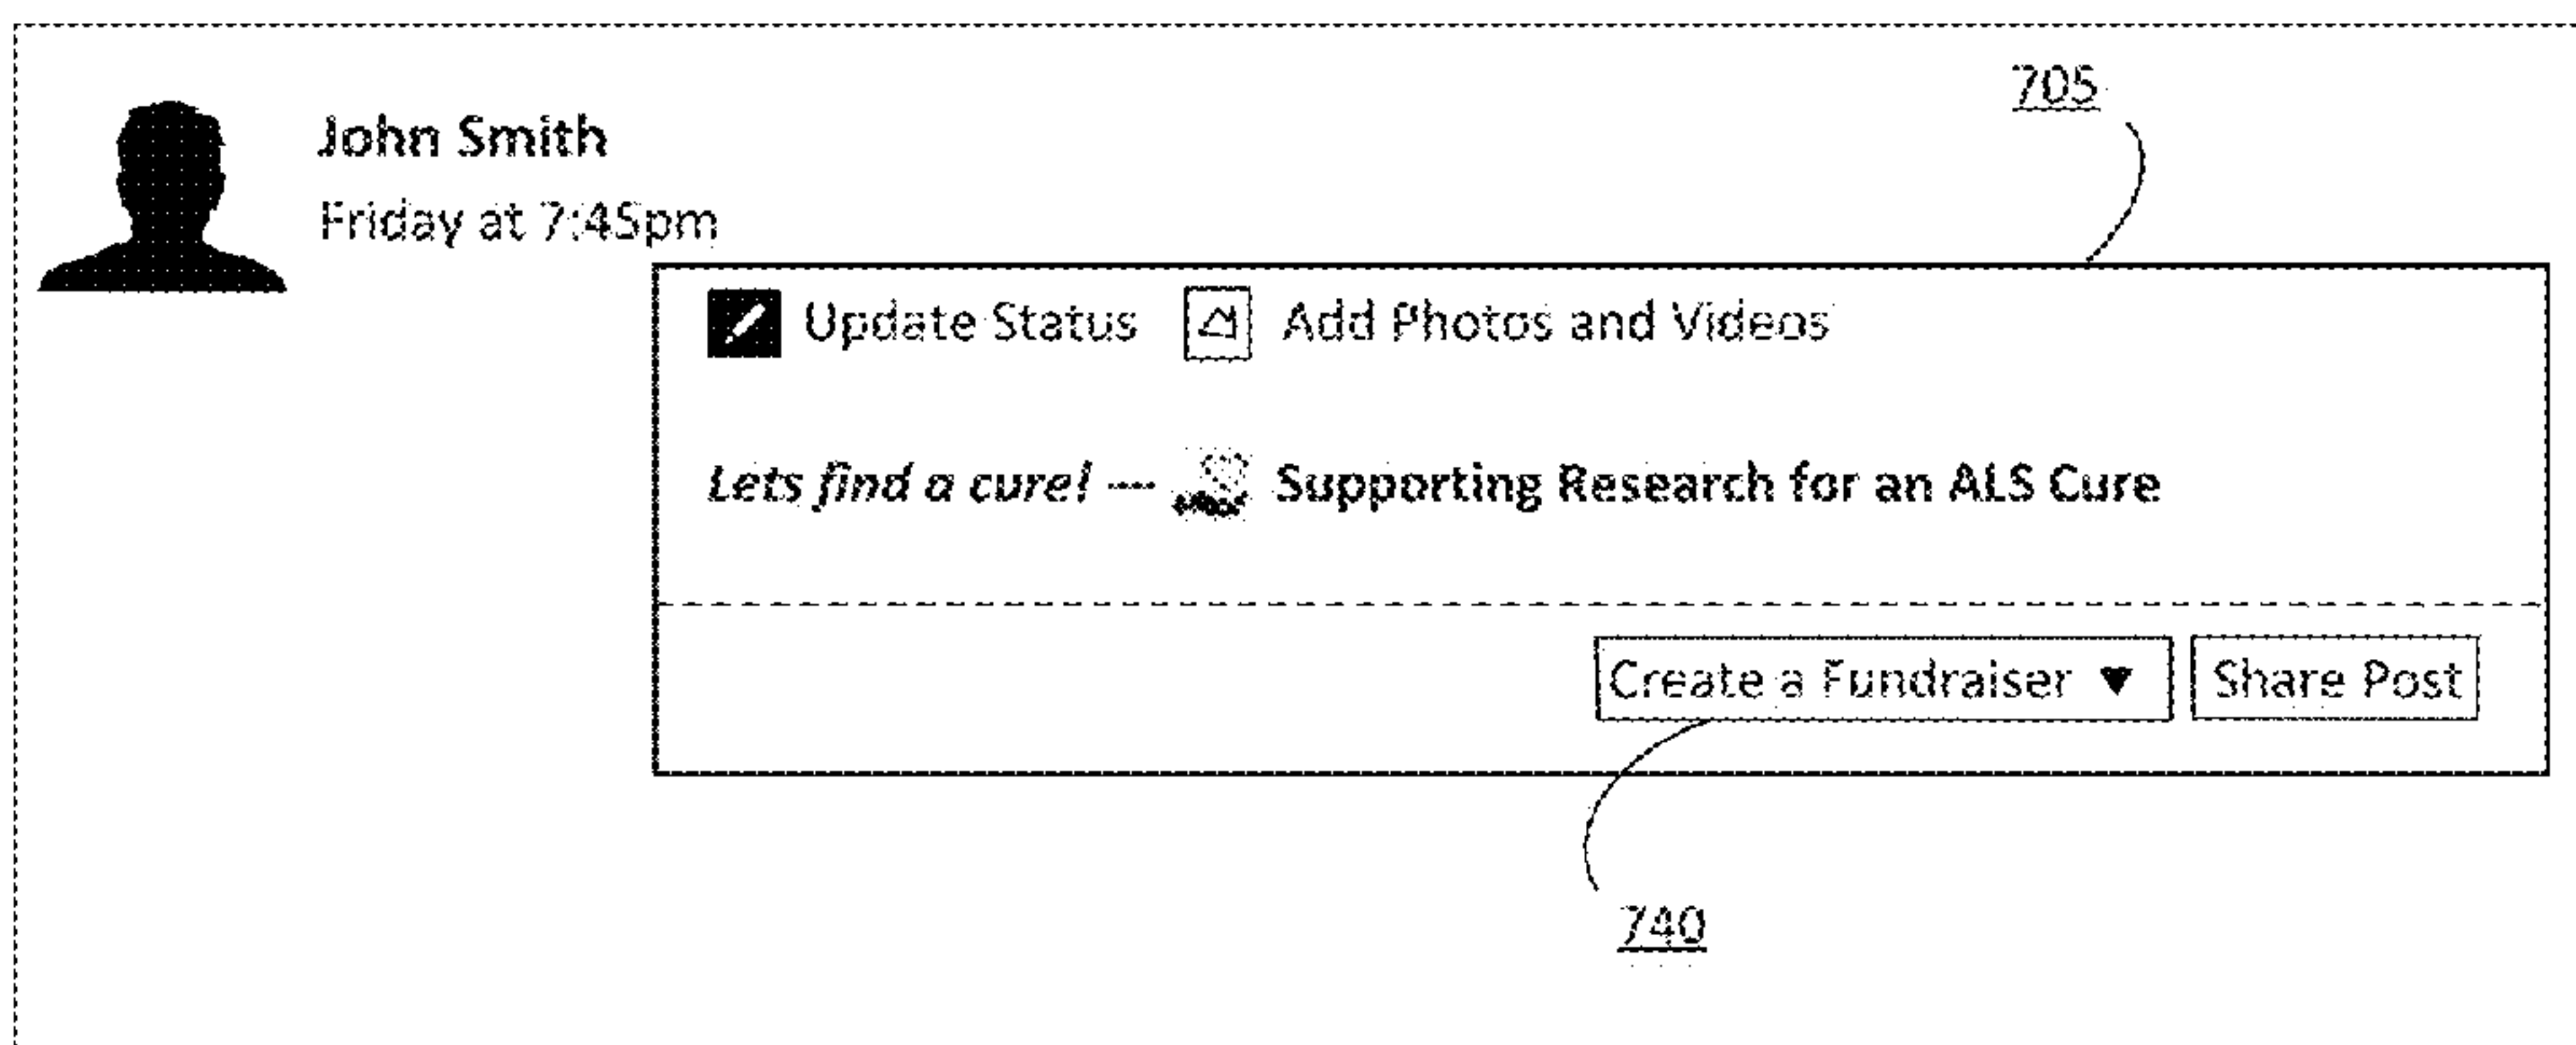 705
John Smith
Friday at 7:45pm
Update Status Add Photos and Videos
Lets find a cure! — Supporting Research for an ALS Cure
Create a Fundraiser ▼ Share Post
740